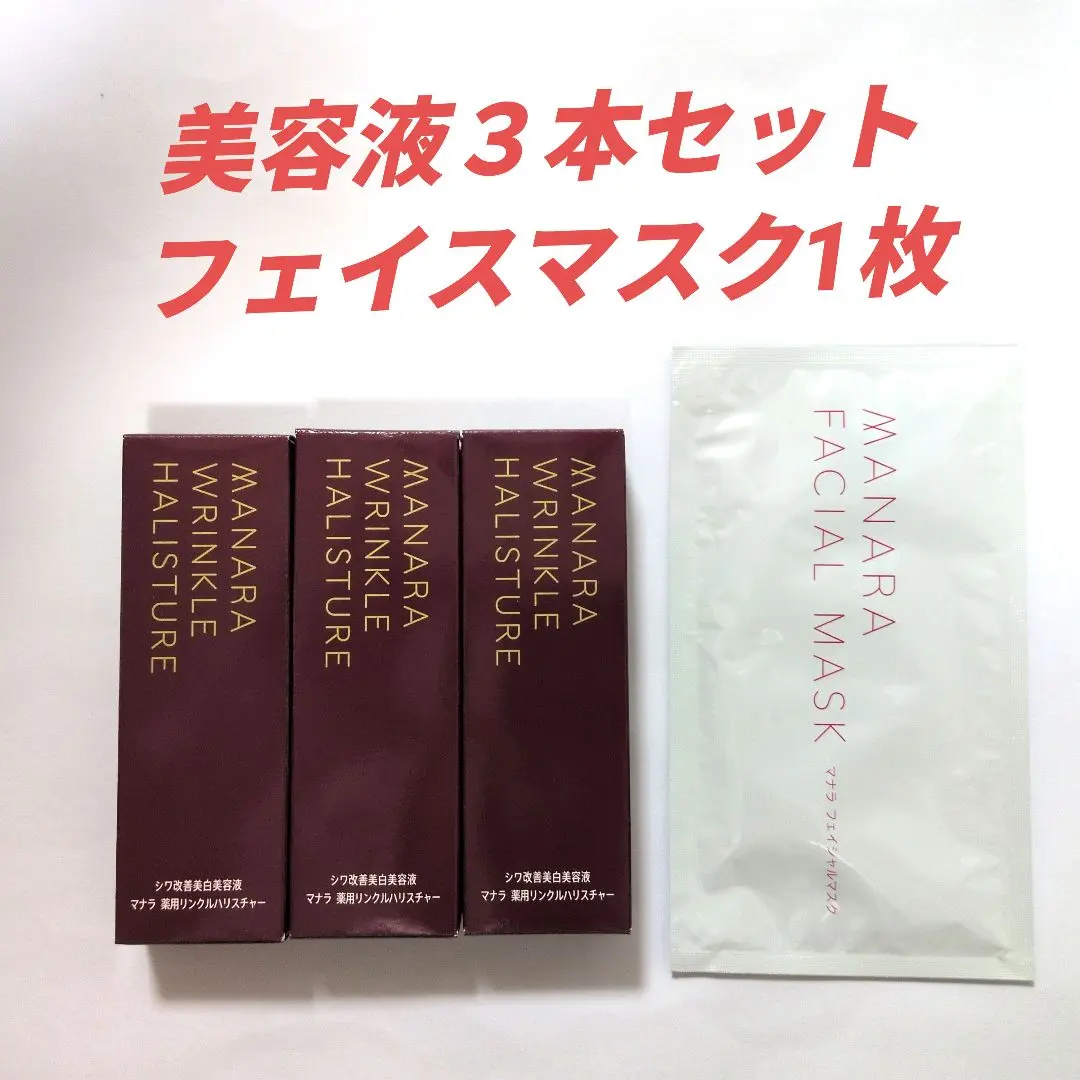 美容液３本セット
フェイスマスク1枚
MANARA
WRINKLE
HALISTURE
シワ改善美白美容液
マナラ 薬用リンクルハリスチャー
MANARA
WRINKLE
HALISTURE
シワ改善美白美容液
マナラ 薬用リンクルハリスチャー
MANARA
WRINKLE
HALISTURE
シワ改善美白美容液
マナラ 薬用リンクルハリスチャー
MANARA
FACIAL MASK マナラ フェイシャルマスク